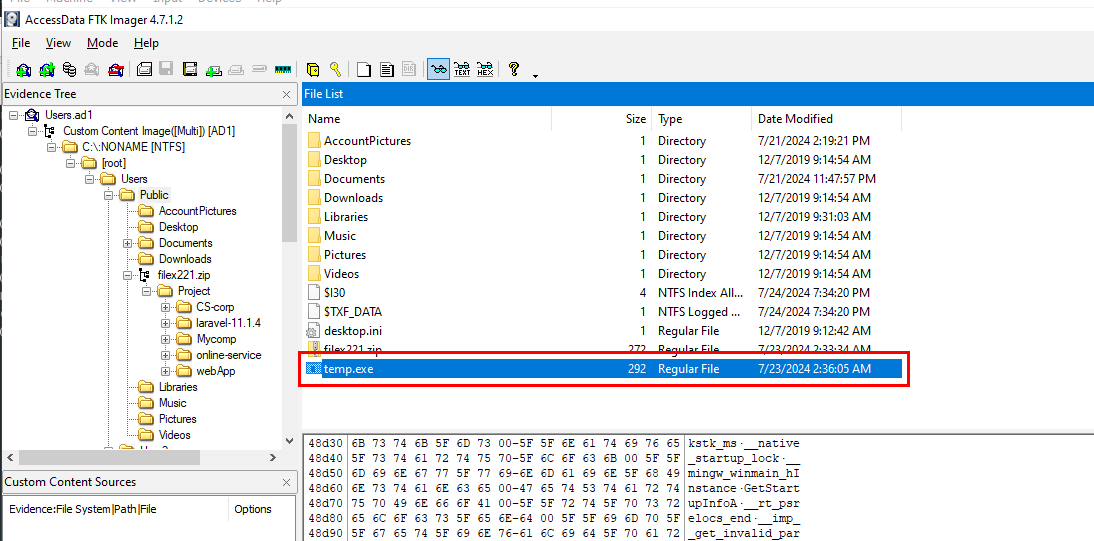 File Machine View Input Devices Help
AccessData FTK Imager 4.7.1.2
File View Mode Help
TEXT HEX
Evidence Tree
Users.ad1
Custom Content Image([Multi]) [AD1]
C:\:NONAME [NTFS]
[root]
Users
Public
AccountPictures
Desktop
Documents
Downloads
filex221.zip
Project
CS-corp
laravel-11.1.4
Mycomp
online-service
webApp
Libraries
Music
Pictures
Videos
Custom Content Sources
Evidence:File System|Path|File Options
File List
Name Size Type Date Modified
AccountPictures 1 Directory 7/21/2024 2:19:21 PM
Desktop 1 Directory 12/7/2019 9:14:54 AM
Documents 1 Directory 7/21/2024 11:47:57 PM
Downloads 1 Directory 12/7/2019 9:14:54 AM
Libraries 1 Directory 12/7/2019 9:31:03 AM
Music 1 Directory 12/7/2019 9:14:54 AM
Pictures 1 Directory 12/7/2019 9:14:54 AM
Videos 1 Directory 12/7/2019 9:14:54 AM
$I30 4 NTFS Index All... 7/24/2024 7:34:20 PM
$TXF_DATA 1 NTFS Logged ... 7/24/2024 7:34:20 PM
desktop.ini 1 Regular File 12/7/2019 9:12:42 AM
filex221.zip 272 Regular File 7/23/2024 2:33:34 AM
temp.exe 292 Regular File 7/23/2024 2:36:05 AM
48d30 6B 73 74 6B 5F 6D 73 00-5F 5F 6E 61 74 69 76 65 kstk_ms·__native
48d40 5F 73 74 61 72 74 75 70-5F 6C 6F 63 6B 00 5F 5F _startup_lock·__
48d50 6D 69 6E 67 77 5F 77 69-6E 6D 61 69 6E 5F 68 49 mingw_winmain_hI
48d60 6E 73 74 61 6E 63 65 00-47 65 74 53 74 61 72 74 nstance·GetStart
48d70 75 70 49 6E 66 6F 41 00-5F 5F 72 74 5F 70 73 72 upInfoA·__rt_psr
48d80 65 6C 6F 63 73 5F 65 6E-64 00 5F 5F 69 6D 70 5F elocs_end·__imp_
48d90 5F 67 65 74 5F 69 6E 76-61 6C 69 64 5F 70 61 72 _get_invalid_par